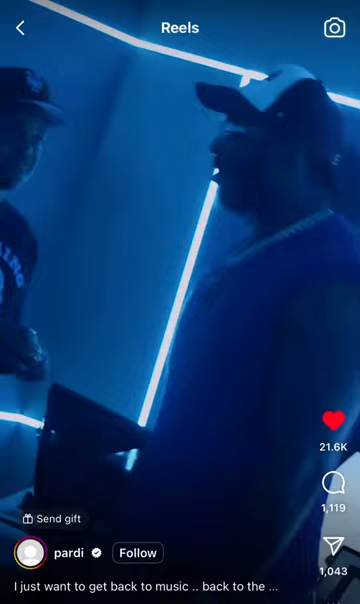 Reels
21.6K
1,119
Send gift
pardi
Follow
1,043
I just want to get back to music .. back to the ...